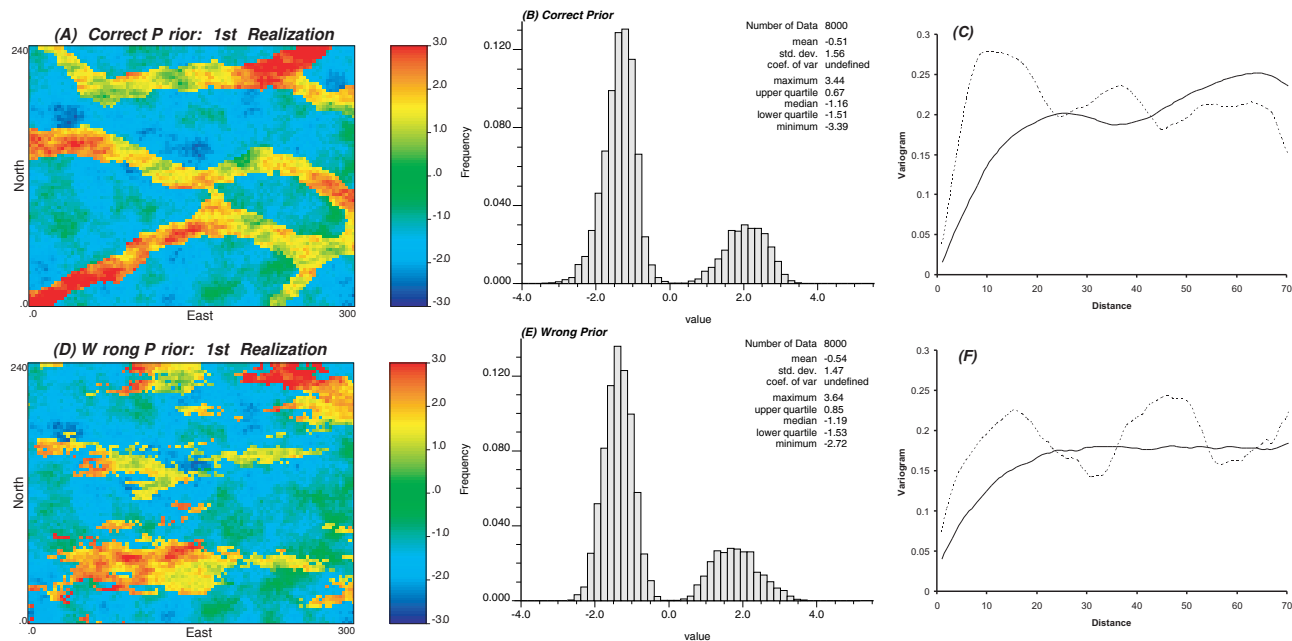 (A) Correct P rior: 1st Realization
240
North
.0
.0
East
300
3.0
2.0
1.0
.0
-1.0
-2.0
-3.0
(B) Correct Prior
Frequency
0.120
0.080
0.040
0.000
-4.0
-2.0
0.0
2.0
4.0
value
Number of Data 8000
mean -0.51
std. dev. 1.56
coef. of var undefined
maximum 3.44
upper quartile 0.67
median -1.16
lower quartile -1.51
minimum -3.39
(C)
Variogram
0.3
0.25
0.2
0.15
0.1
0.05
0
0
10
20
30
40
50
60
70
Distance
(D) W rong P rior: 1st Realization
240
North
.0
.0
East
300
3.0
2.0
1.0
.0
-1.0
-2.0
-3.0
(E) Wrong Prior
Frequency
0.120
0.080
0.040
0.000
-4.0
-2.0
0.0
2.0
4.0
value
Number of Data 8000
mean -0.54
std. dev. 1.47
coef. of var undefined
maximum 3.64
upper quartile 0.85
median -1.19
lower quartile -1.53
minimum -2.72
(F)
Variogram
0.3
0.25
0.2
0.15
0.1
0.05
0
0
10
20
30
40
50
60
70
Distance